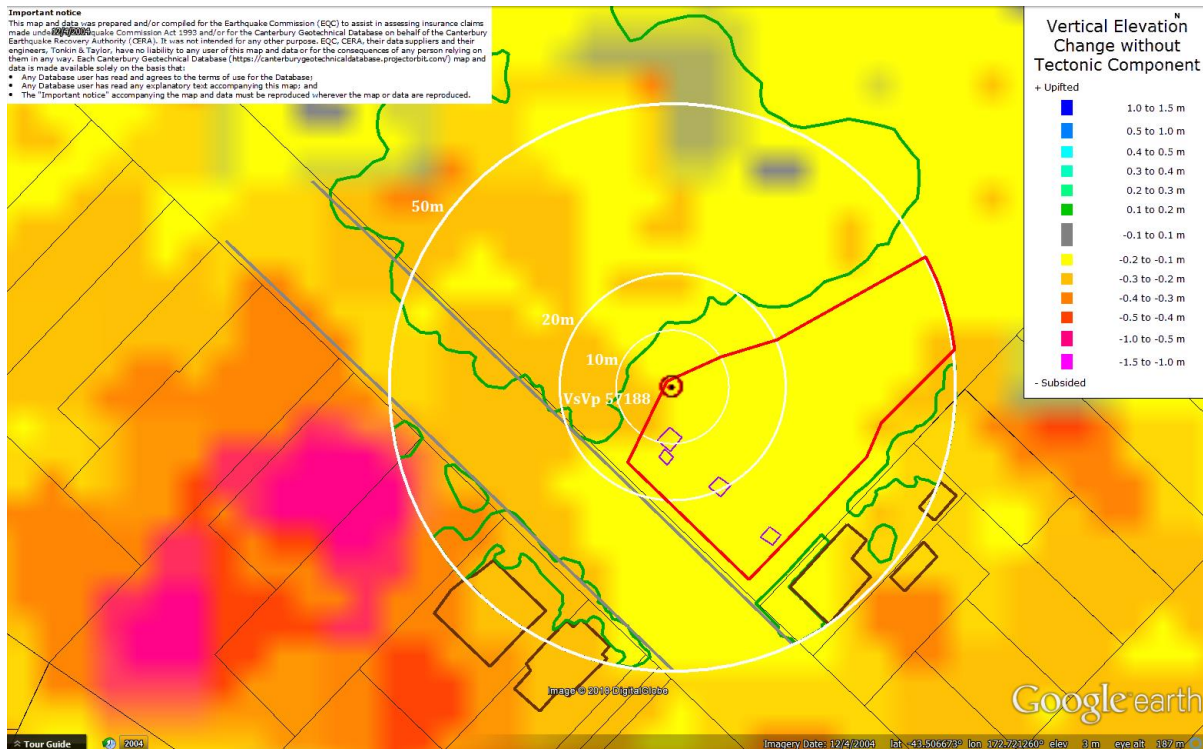 Important notice
This map and data was prepared and/or compiled for the Earthquake Commission (EQC) to assist in assessing insurance claims
made under Earthquake Commission Act 1993 and/or for the Canterbury Geotechnical Database on behalf of the Canterbury
Earthquake Recovery Authority (CERA). It was not intended for any other purpose. EQC, CERA, their data suppliers and their
engineers, Tonkin & Taylor, have no liability to any user of this map and data or for the consequences of any person relying on
them in any way. Each Canterbury Geotechnical Database (https://canterburygeotechnicaldatabase.projectorbit.com/) map and
data is made available solely on the basis that:
• Any Database user has read and agrees to the terms of use for the Database;
• Any Database user has read any explanatory text accompanying this map; and
• The "Important notice" accompanying the map and data must be reproduced wherever the map or data are reproduced.
N
Vertical Elevation
Change without
Tectonic Component
+ Upifted
1.0 to 1.5 m
0.5 to 1.0 m
0.4 to 0.5 m
0.3 to 0.4 m
0.2 to 0.3 m
0.1 to 0.2 m
-0.1 to 0.1 m
-0.2 to -0.1 m
-0.3 to -0.2 m
-0.4 to -0.3 m
-0.5 to -0.4 m
-1.0 to -0.5 m
-1.5 to -1.0 m
- Subsided
50m
20m
10m
VsVp 57188
Image © 2018 DigitalGlobe
Google earth
Tour Guide
2004
Imagery Date: 12/4/2004 lat -43.506673° lon 172.721260° elev 3 m eye alt 187 m